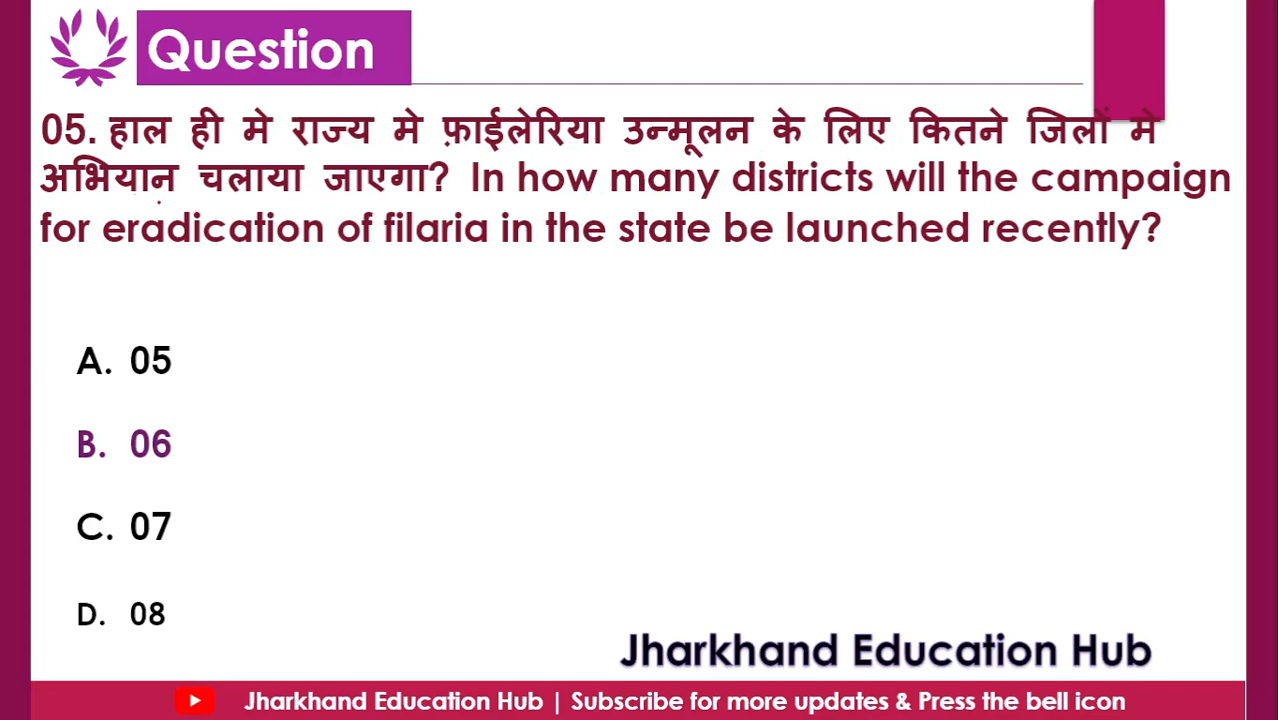 Question
05. हाल ही मे राज्य मे फ़ाईलेरिया उन्मूलन के लिए कितने जिलों मे
अभियान चलाया जाएगा? In how many districts will the campaign
for eradication of filaria in the state be launched recently?
A. 05
B. 06
C. 07
D. 08
Jharkhand Education Hub
Jharkhand Education Hub | Subscribe for more updates & Press the bell icon